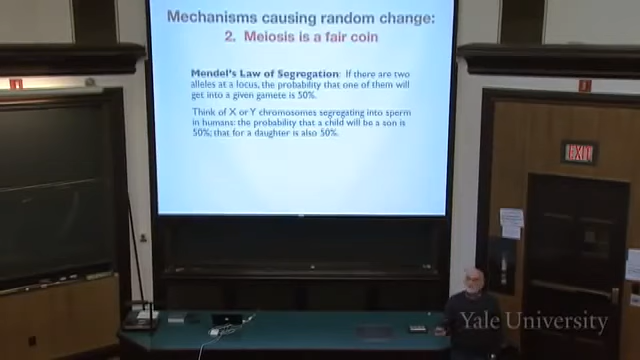 Mechanisms causing random change:
2. Meiosis is a fair coin
Mendel's Law of Segregation: If there are two
alleles at a locus, the probability that one of them will
get into a given gamete is 50%.
Think of X or Y chromosomes segregating into sperm
in humans: the probability that a child will be a son is
50%; that for a daughter is also 50%.
EXIT
Yale University